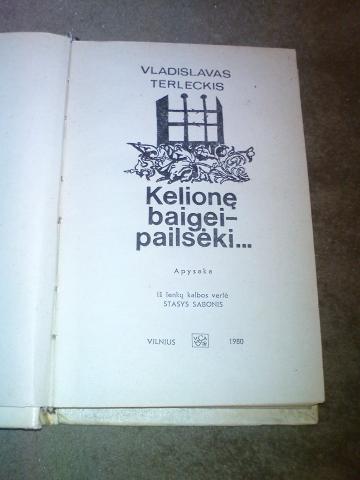 VLADISLAVAS
TERLECKIS
Kelionę
baigei–
pailsėki...
Apysaka
Iš lenkų kalbos vertė
STASYS SABONIS
VILNIUS 1980